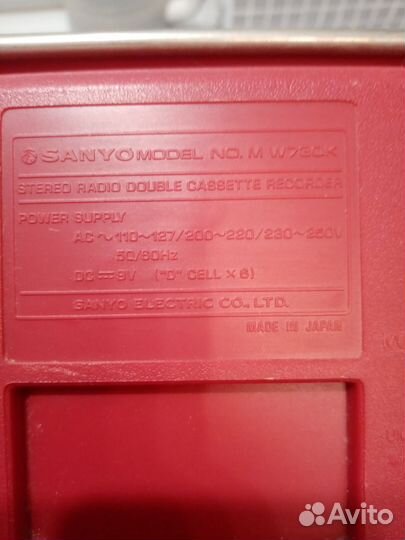 SANYO MODEL NO. M W730K
STEREO RADIO DOUBLE CASSETTE RECORDER
POWER SUPPLY
AC ~ 110~127/200~220/230~250V
50/60Hz
DC ⎓ 9V ("D" CELL × 6)
SANYO ELECTRIC CO., LTD.
MADE IN JAPAN
Avito